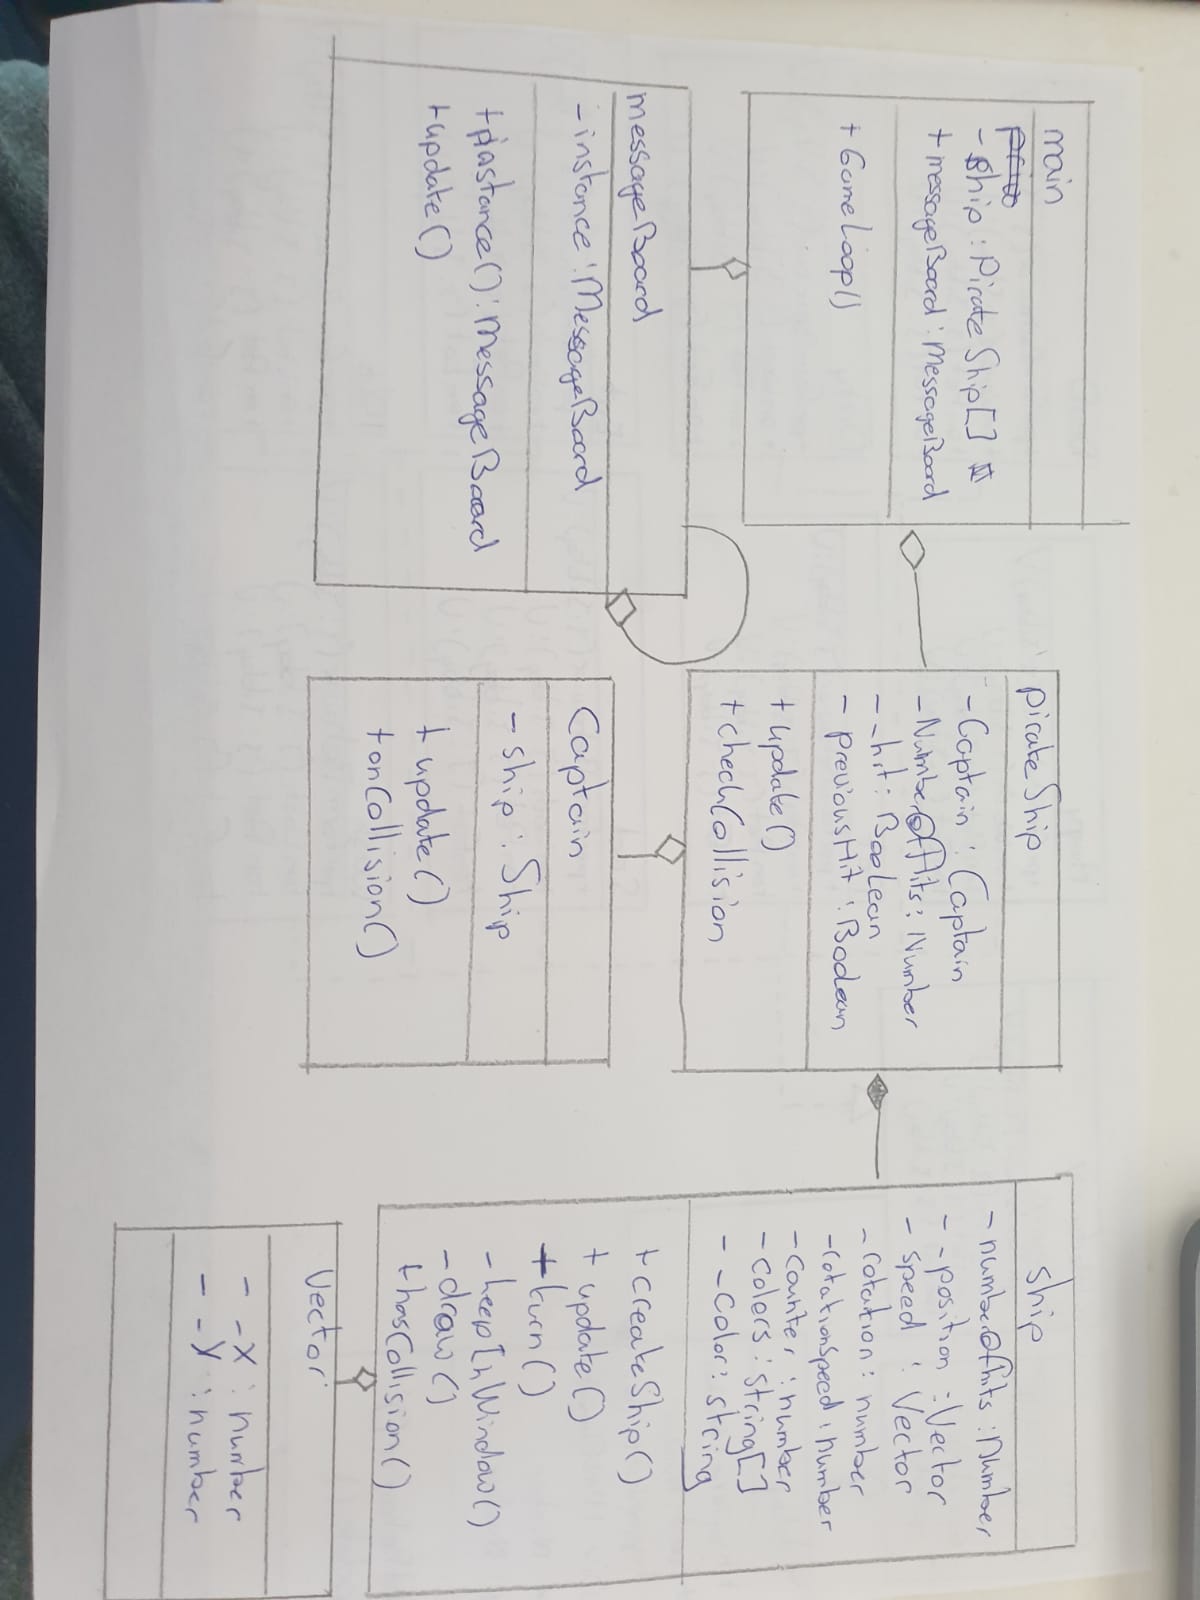 main
- Ship : PirateShip[]
+ messageBoard : MessageBoard
+ GameLoop()
messageBoard
- instance : MessageBoard
+ instance() : MessageBoard
+ update()
pirateShip
- Captain : Captain
- NumberOfHits : Number
- _hit : Boolean
- previousHit : Boolean
+ update()
+ checkCollision
Captain
- ship : Ship
+ update()
+ onCollision()
ship
- numberOfhits : Number
- _position : Vector
- speed : Vector
- rotation : number
- rotationSpeed : number
- counter : number
- colors : string[]
- _color : string
+ createShip()
+ update()
+ turn()
- keepInWindow()
- draw()
+ hasCollision()
Vector
- _x : number
- _y : number